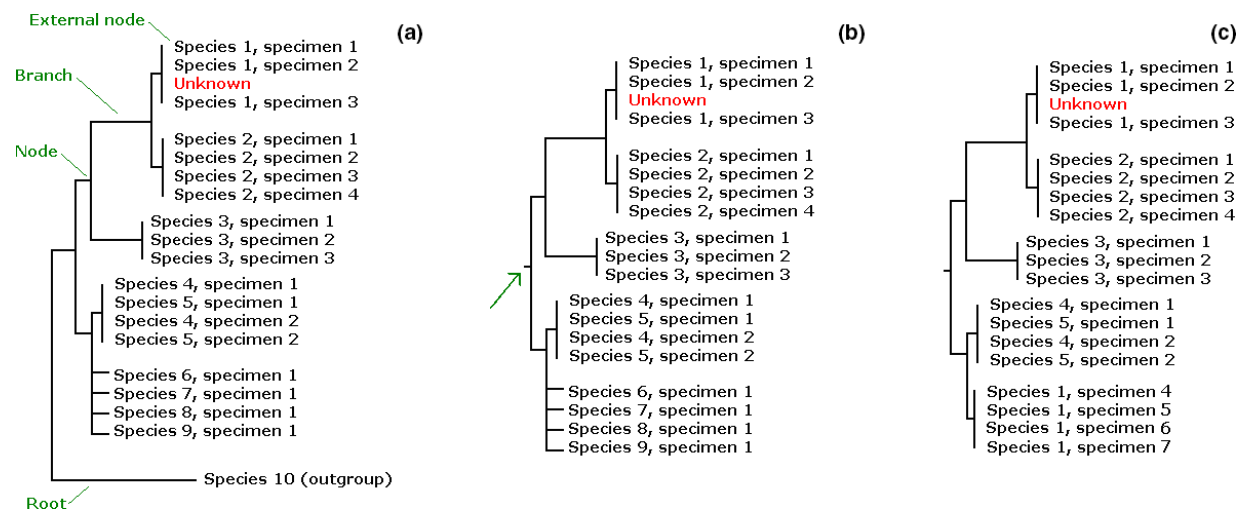 External node
(a)
Species 1, specimen 1
Species 1, specimen 2
Unknown
Species 1, specimen 3
Branch
Species 2, specimen 1
Species 2, specimen 2
Species 2, specimen 3
Species 2, specimen 4
Node
Species 3, specimen 1
Species 3, specimen 2
Species 3, specimen 3
Species 4, specimen 1
Species 5, specimen 1
Species 4, specimen 2
Species 5, specimen 2
Species 6, specimen 1
Species 7, specimen 1
Species 8, specimen 1
Species 9, specimen 1
Species 10 (outgroup)
Root
(b)
Species 1, specimen 1
Species 1, specimen 2
Unknown
Species 1, specimen 3
Species 2, specimen 1
Species 2, specimen 2
Species 2, specimen 3
Species 2, specimen 4
Species 3, specimen 1
Species 3, specimen 2
Species 3, specimen 3
Species 4, specimen 1
Species 5, specimen 1
Species 4, specimen 2
Species 5, specimen 2
Species 6, specimen 1
Species 7, specimen 1
Species 8, specimen 1
Species 9, specimen 1
(c)
Species 1, specimen 1
Species 1, specimen 2
Unknown
Species 1, specimen 3
Species 2, specimen 1
Species 2, specimen 2
Species 2, specimen 3
Species 2, specimen 4
Species 3, specimen 1
Species 3, specimen 2
Species 3, specimen 3
Species 4, specimen 1
Species 5, specimen 1
Species 4, specimen 2
Species 5, specimen 2
Species 1, specimen 4
Species 1, specimen 5
Species 1, specimen 6
Species 1, specimen 7